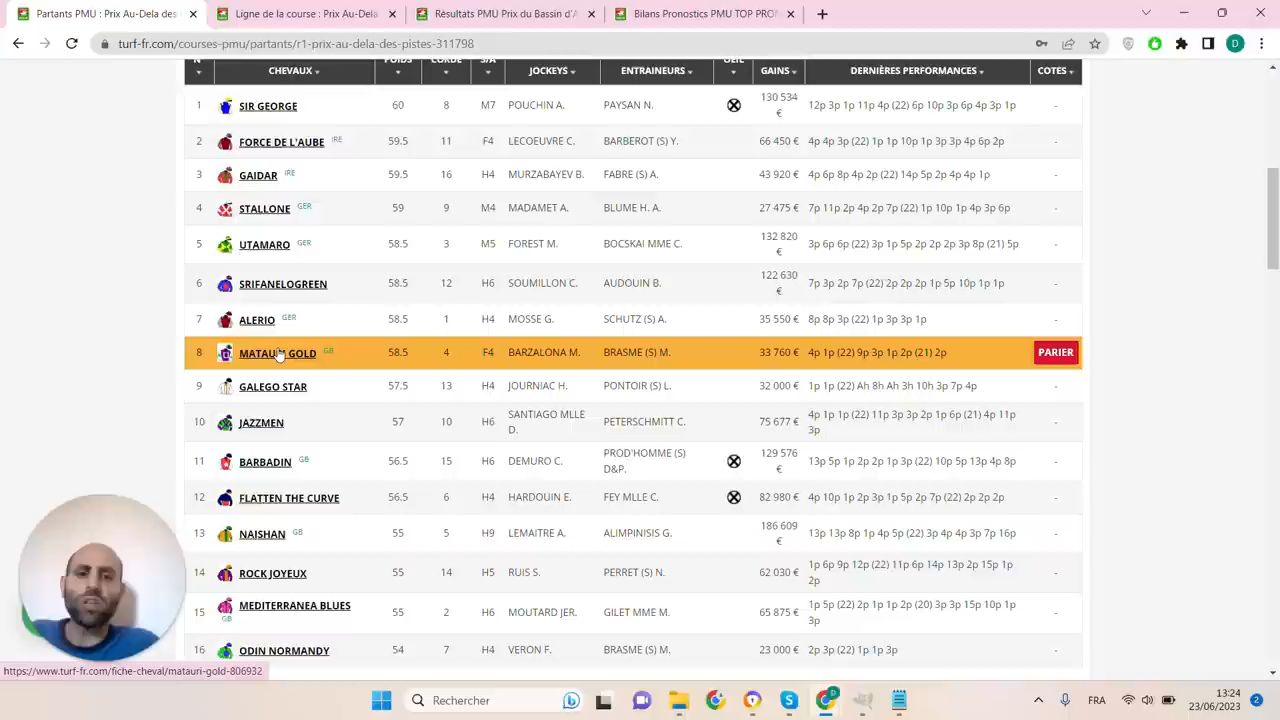 Partants PMU : Prix Au-Dela des
Ligne de la course : Prix Au-Dela
Résultats PMU Prix du Bassin d'A
Bilans Pronostics PMU TOP PRO
turf-fr.com/courses-pmu/partants/r1-prix-au-dela-des-pistes-311798
D
N° CHEVAUX POIDS CORDE S/A JOCKEYS ENTRAINEURS OEIL GAINS DERNIÈRES PERFORMANCES COTES
1 SIR GEORGE 60 8 M7 POUCHIN A. PAYSAN N. 130 534 € 12p 3p 1p 11p 4p (22) 6p 10p 3p 6p 4p 3p 1p -
2 FORCE DE L'AUBE IRE 59.5 11 F4 LECOEUVRE C. BARBEROT (S) Y. 66 450 € 4p 4p 3p (22) 1p 1p 10p 1p 3p 3p 4p 6p 2p -
3 GAIDAR IRE 59.5 16 H4 MURZABAYEV B. FABRE (S) A. 43 920 € 4p 6p 8p 4p 2p (22) 14p 5p 2p 4p 4p 1p -
4 STALLONE GER 59 9 M4 MADAMET A. BLUME H. A. 27 475 € 7p 11p 2p 4p 2p 7p (22) 1p 10p 1p 4p 3p 6p -
5 UTAMARO GER 58.5 3 M5 FOREST M. BOCSKAI MME C. 132 820 € 3p 6p 6p (22) 3p 1p 5p 2p 2p 2p 3p 8p (21) 5p -
6 SRIFANELOGREEN 58.5 12 H6 SOUMILLON C. AUDOUIN B. 122 630 € 7p 3p 2p 7p (22) 2p 2p 2p 1p 5p 10p 1p 1p -
7 ALERIO GER 58.5 1 H4 MOSSE G. SCHUTZ (S) A. 35 550 € 8p 8p 3p (22) 1p 3p 3p 1p -
8 MATAURI GOLD GB 58.5 4 F4 BARZALONA M. BRASME (S) M. 33 760 € 4p 1p (22) 9p 3p 1p 2p (21) 2p PARIER
9 GALEGO STAR 57.5 13 H4 JOURNIAC H. PONTOIR (S) L. 32 000 € 1p 1p (22) Ah 8h Ah 3h 10h 3p 7p 4p -
10 JAZZMEN 57 10 H6 SANTIAGO MLLE D. PETERSCHMITT C. 75 677 € 4p 1p 1p (22) 11p 3p 3p 2p 1p 6p (21) 4p 11p 3p -
11 BARBADIN GB 56.5 15 H6 DEMURO C. PROD'HOMME (S) D&P. 129 576 € 13p 5p 1p 2p 2p 1p 3p (22) 10p 5p 13p 4p 8p -
12 FLATTEN THE CURVE 56.5 6 H4 HARDOUIN E. FEY MLLE C. 82 980 € 4p 10p 1p 2p 3p 1p 5p (22) 2p 2p 2p -
13 NAISHAN GB 55 5 H9 LEMAITRE A. ALIMPINISIS G. 186 609 € 13p 13p 8p 1p 4p 5p (22) 3p 4p 4p 3p 7p 16p -
14 ROCK JOYEUX 55 14 H5 RUIS S. PERRET (S) N. 62 030 € 1p 6p 9p 12p (22) 11p 6p 14p 13p 2p 15p 1p 2p -
15 MEDITERRANEA BLUES GB 55 2 H6 MOUTARD JER. GILET MME M. 65 875 € 1p 5p (22) 2p 1p 1p 2p (20) 3p 3p 15p 10p 1p 3p -
16 ODIN NORMANDY 54 7 H4 VERON F. BRASME (S) M. 23 000 € 2p 3p (22) 1p 1p 3p -
https://www.turf-fr.com/fiche-cheval/matauri-gold-806932
Rechercher
FRA
13:24
23/06/2023
2